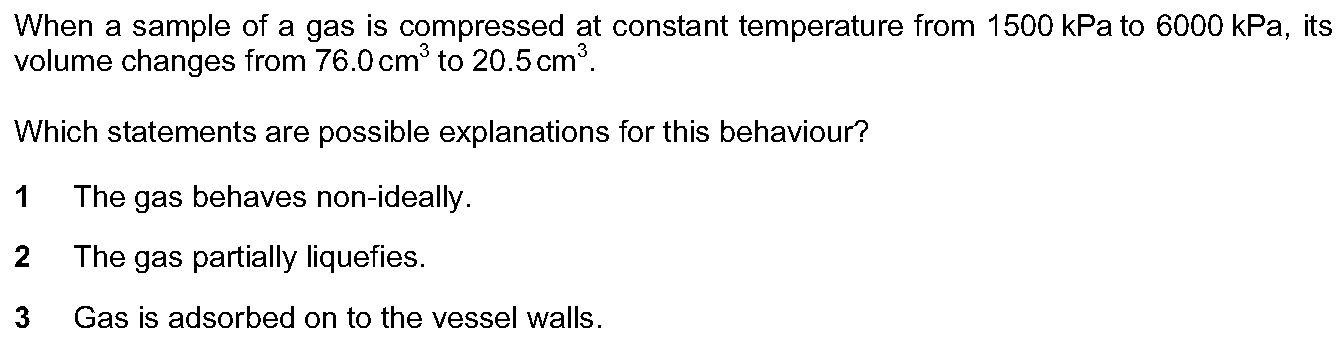 When a sample of a gas is compressed at constant temperature from 1500 kPa to 6000 kPa, its
volume changes from 76.0 cm³ to 20.5 cm³.
Which statements are possible explanations for this behaviour?
1 The gas behaves non-ideally.
2 The gas partially liquefies.
3 Gas is adsorbed on to the vessel walls.